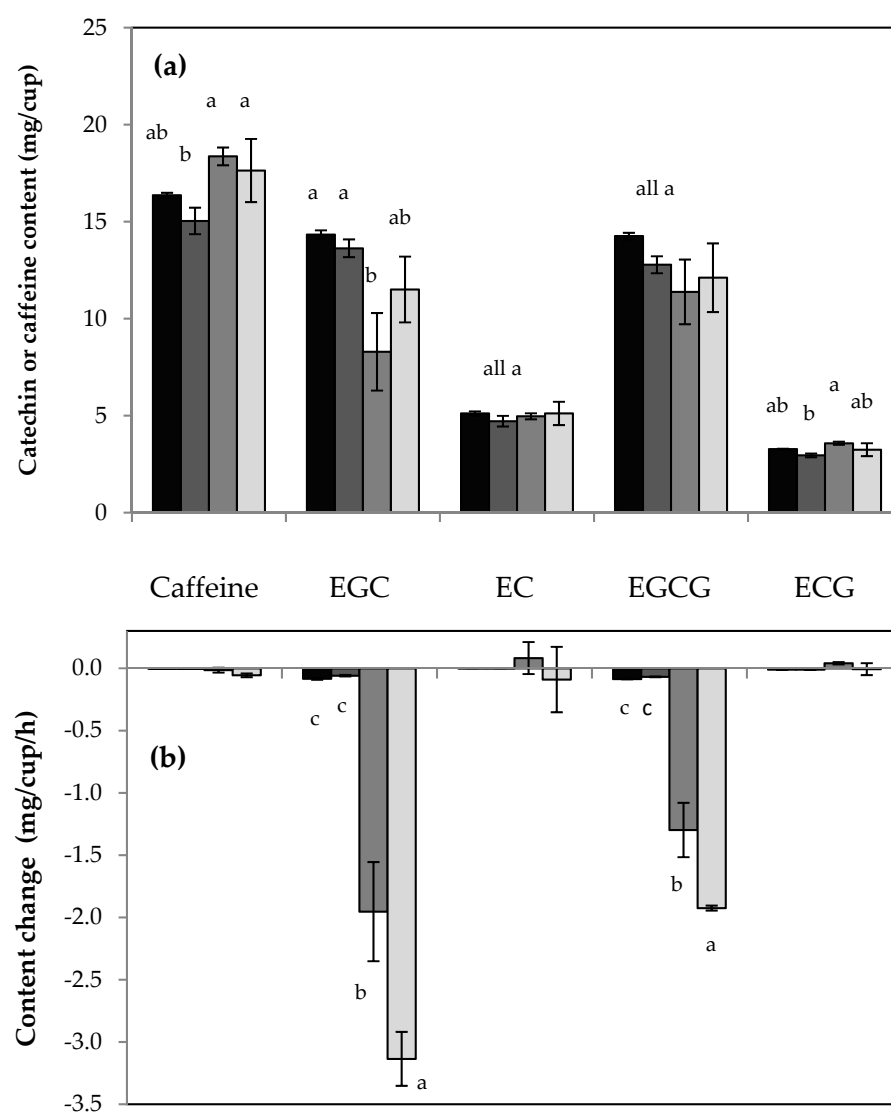 25
(a)
a a
20
ab
b
a a
ab
all a
15
b
Catechin or caffeine content (mg/cup)
10
all a
a
ab ab
b
5
0
Caffeine EGC EC EGCG ECG
0.0
c c c c
-0.5
(b)
-1.0
Content change (mg/cup/h)
-1.5
b
-2.0
a
b
-2.5
-3.0
a
-3.5